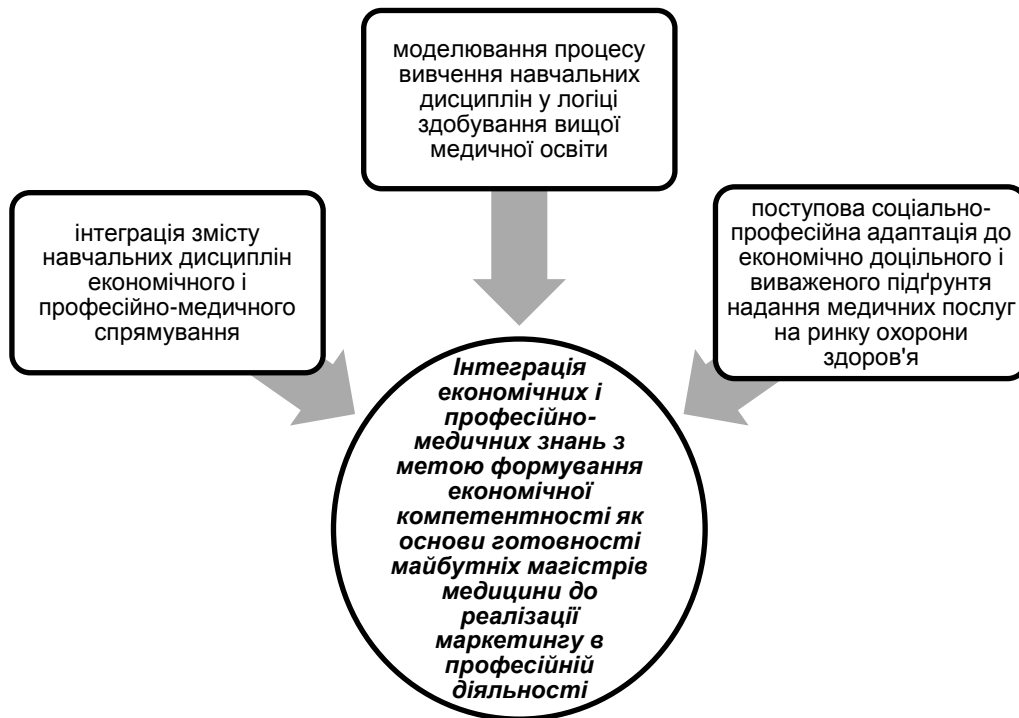 моделювання процесу
вивчення навчальних
дисциплін у логіці
здобування вищої
медичної освіти
інтеграція змісту
навчальних дисциплін
економічного і
професійно-медичного
спрямування
поступова соціально-
професійна адаптація до
економічно доцільного і
виваженого підґрунтя
надання медичних послуг
на ринку охорони
здоров'я
Інтеграція
економічних і
професійно-
медичних знань з
метою формування
економічної
компетентності як
основи готовності
майбутніх магістрів
медицини до
реалізації
маркетингу в
професійній
діяльності